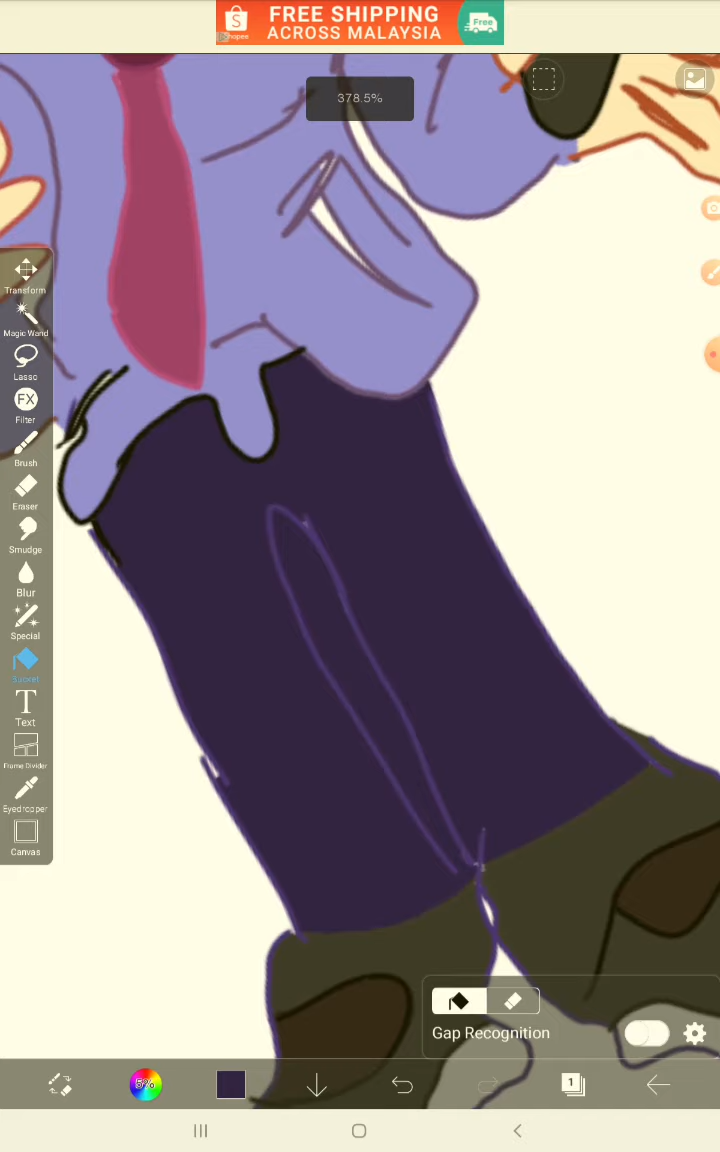 FREE SHIPPING
ACROSS MALAYSIA
Free
378.5%
Transform
Magic Wand
Lasso
FX
Filter
Brush
Eraser
Smudge
Blur
Special
Bucket
T
Text
Frame Divider
Eyedropper
Canvas
Gap Recognition
1